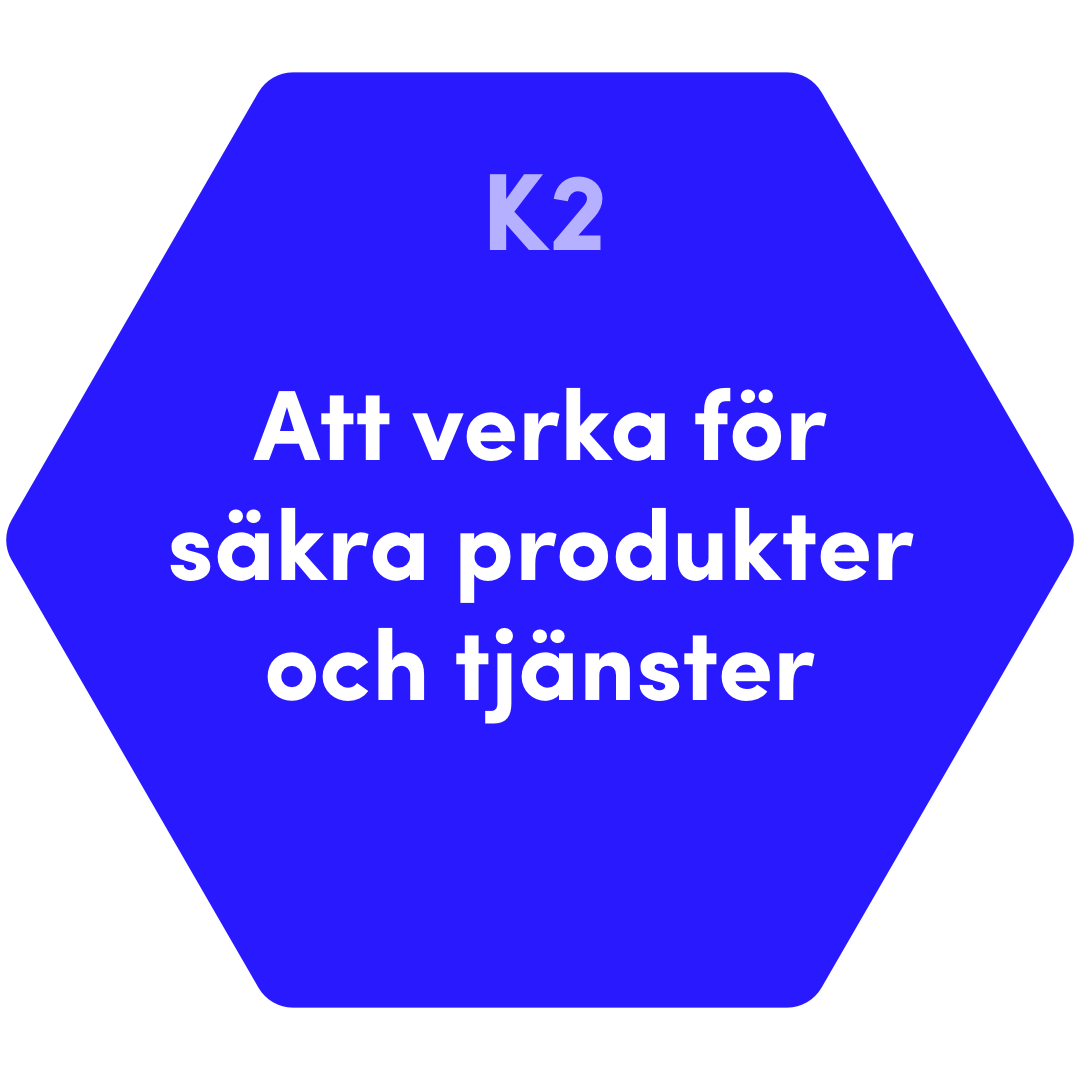 K2
Att verka för
säkra produkter
och tjänster